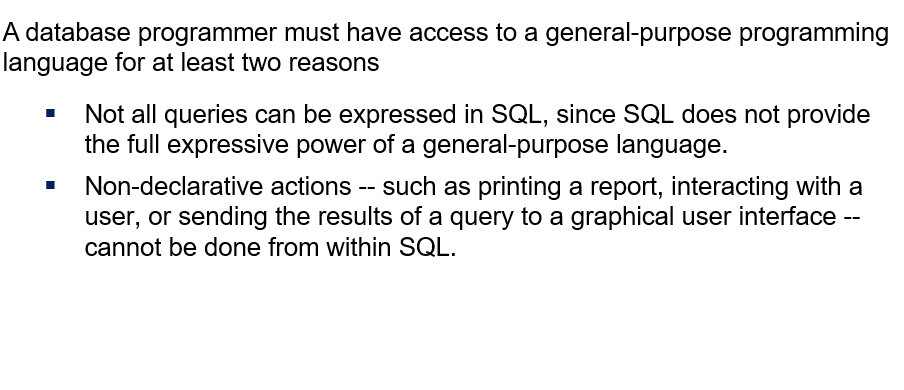 A database programmer must have access to a general-purpose programming
language for at least two reasons
▪ Not all queries can be expressed in SQL, since SQL does not provide
the full expressive power of a general-purpose language.
▪ Non-declarative actions -- such as printing a report, interacting with a
user, or sending the results of a query to a graphical user interface --
cannot be done from within SQL.